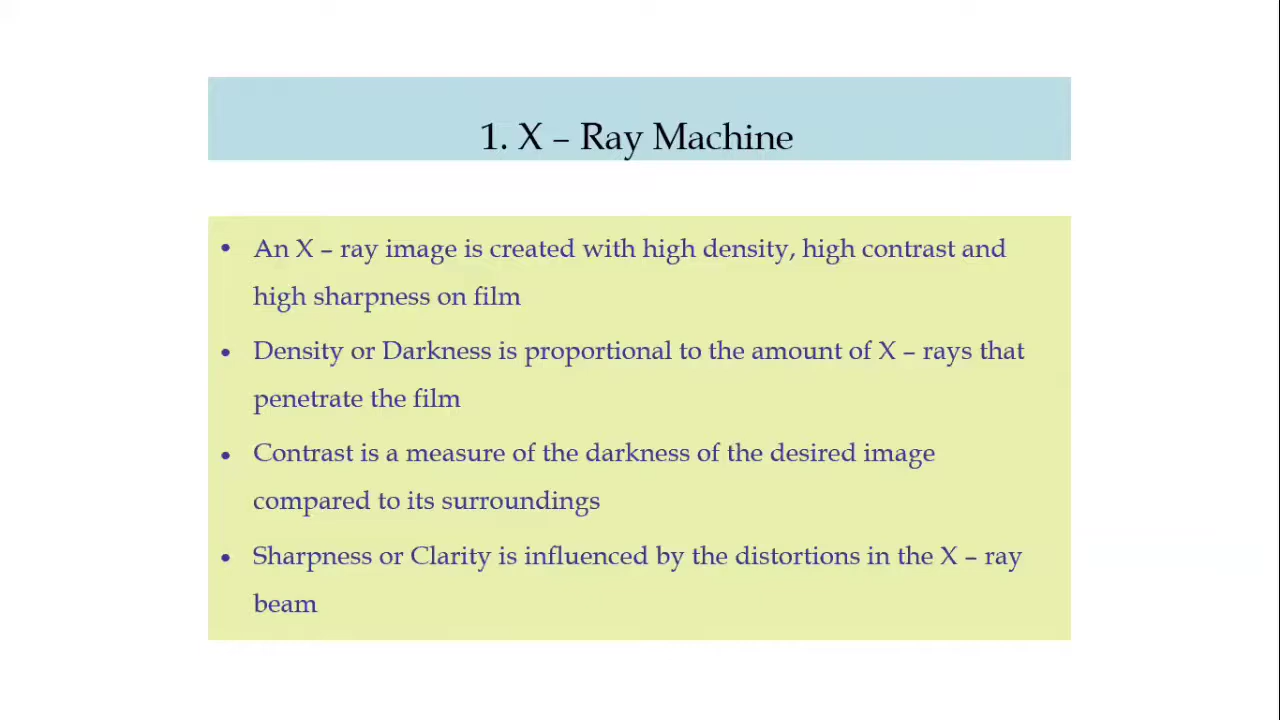 1. X – Ray Machine
• An X – ray image is created with high density, high contrast and
high sharpness on film
• Density or Darkness is proportional to the amount of X – rays that
penetrate the film
• Contrast is a measure of the darkness of the desired image
compared to its surroundings
• Sharpness or Clarity is influenced by the distortions in the X – ray
beam